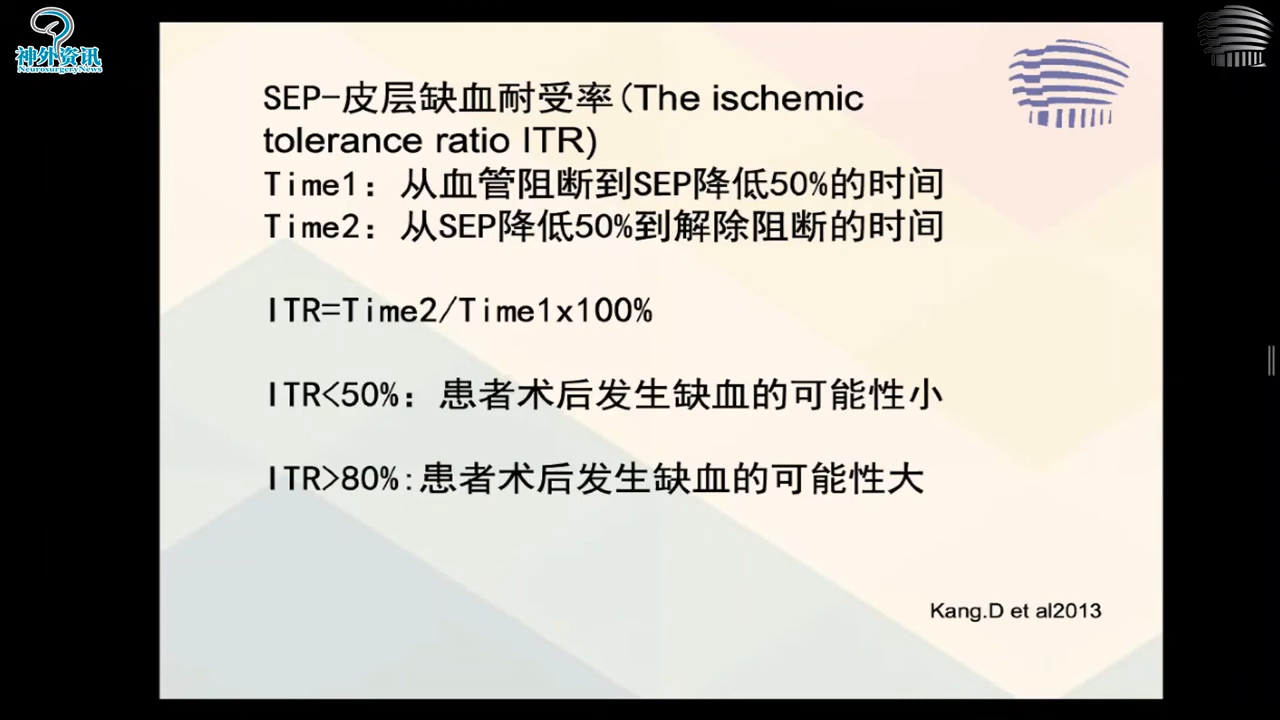 神外资讯
NeurosurgeryNews
SEP-皮层缺血耐受率(The ischemic
tolerance ratio ITR)
Time1：从血管阻断到SEP降低50%的时间
Time2：从SEP降低50%到解除阻断的时间
ITR=Time2/Time1x100%
ITR<50%：患者术后发生缺血的可能性小
ITR>80%:患者术后发生缺血的可能性大
Kang.D et al2013